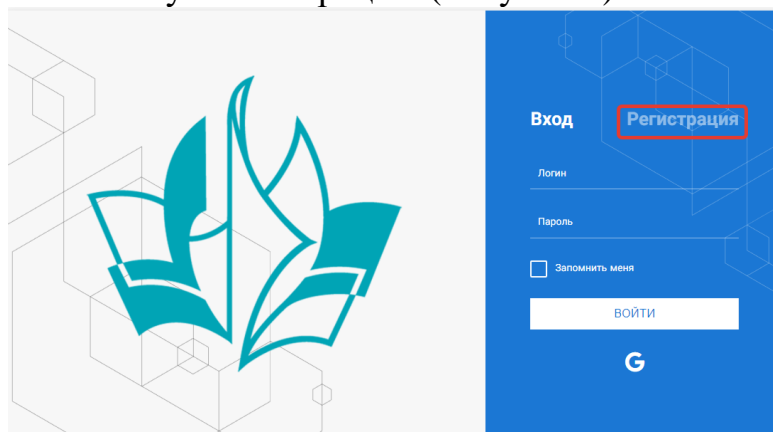 Вход Регистрация
Логин
Пароль
Запомнить меня
ВОЙТИ
G